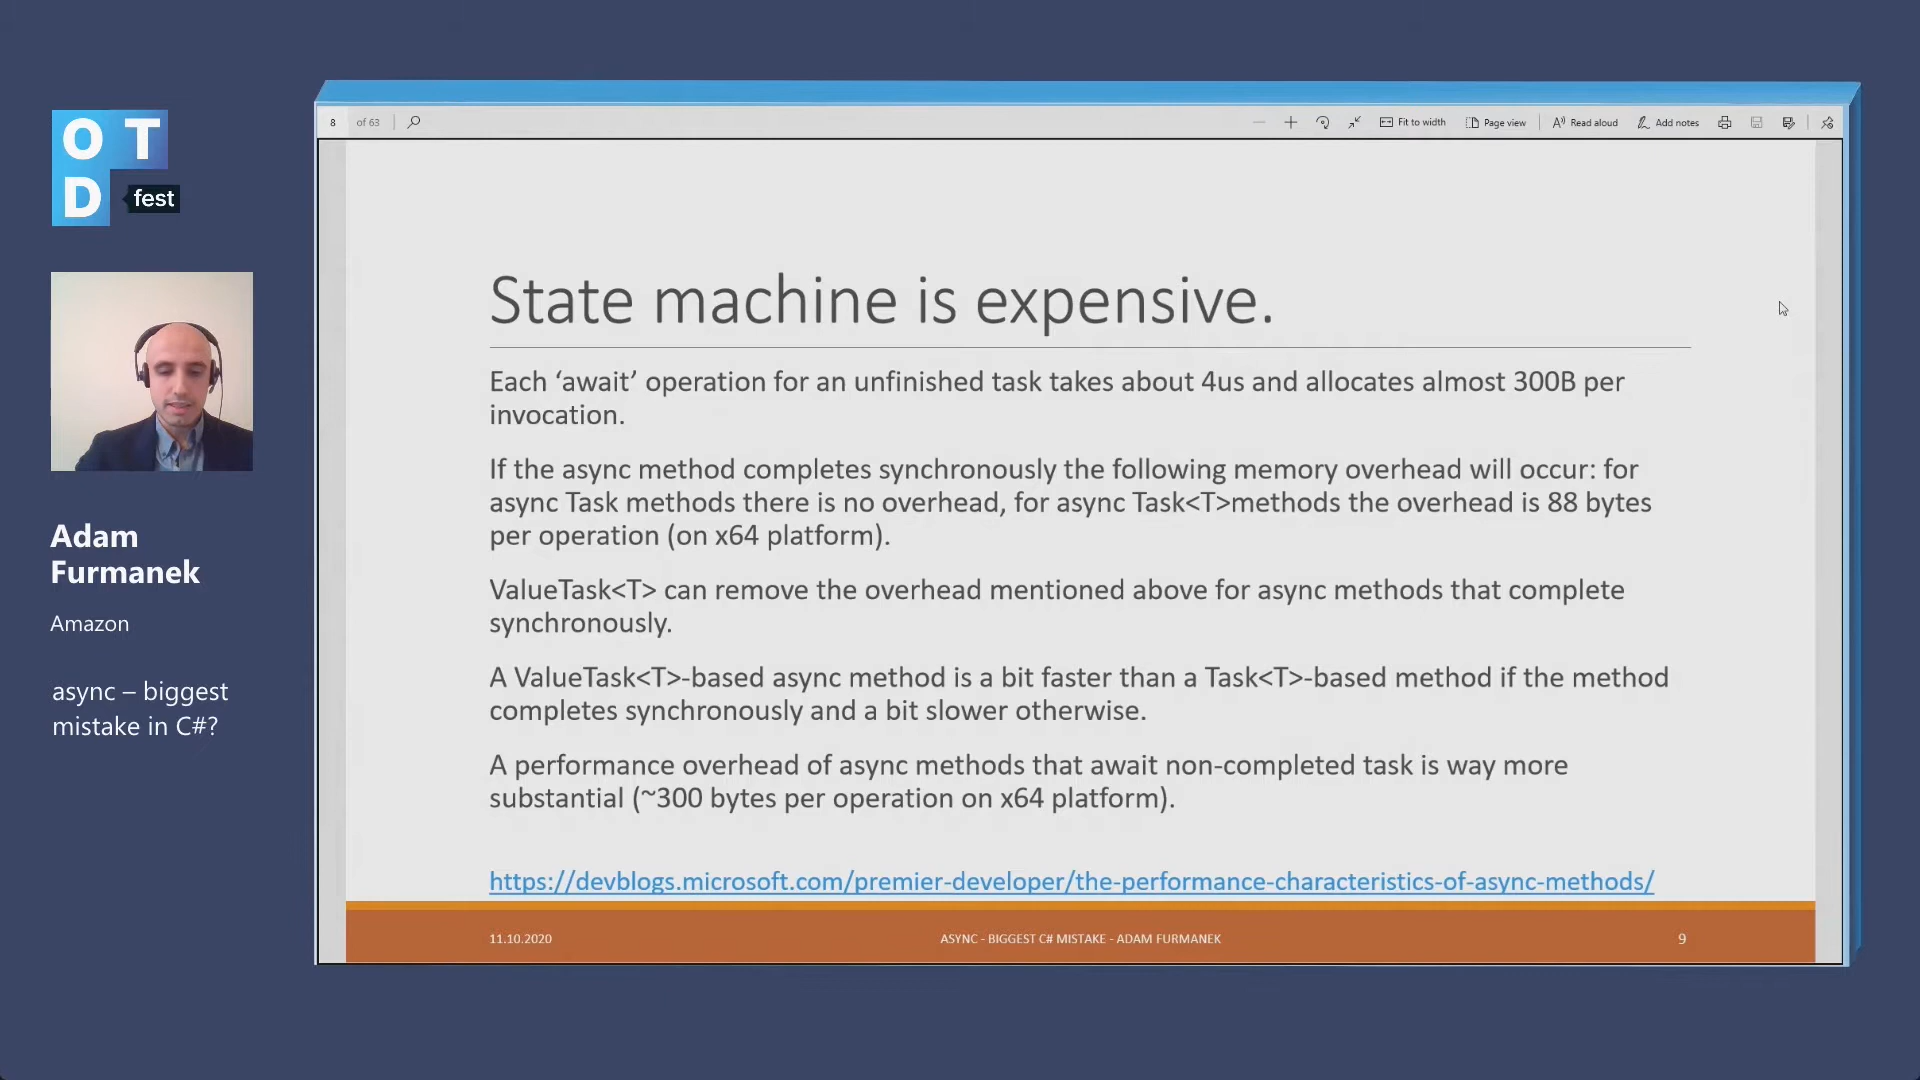 O T
D fest
Adam
Furmanek
Amazon
async – biggest
mistake in C#?
8 of 63
Fit to width Page view Read aloud Add notes
State machine is expensive.
Each ‘await’ operation for an unfinished task takes about 4us and allocates almost 300B per
invocation.
If the async method completes synchronously the following memory overhead will occur: for
async Task methods there is no overhead, for async Task<T>methods the overhead is 88 bytes
per operation (on x64 platform).
ValueTask<T> can remove the overhead mentioned above for async methods that complete
synchronously.
A ValueTask<T>-based async method is a bit faster than a Task<T>-based method if the method
completes synchronously and a bit slower otherwise.
A performance overhead of async methods that await non-completed task is way more
substantial (~300 bytes per operation on x64 platform).
https://devblogs.microsoft.com/premier-developer/the-performance-characteristics-of-async-methods/
11.10.2020 ASYNC - BIGGEST C# MISTAKE - ADAM FURMANEK 9